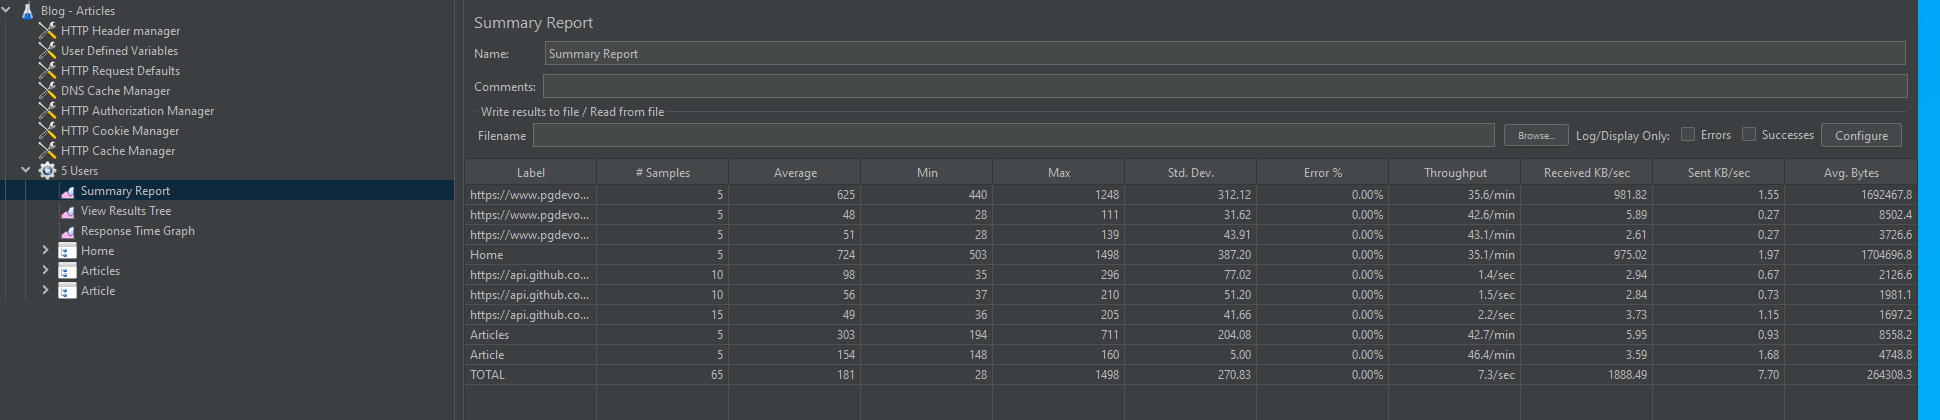 Blog - Articles
HTTP Header manager
User Defined Variables
HTTP Request Defaults
DNS Cache Manager
HTTP Authorization Manager
HTTP Cookie Manager
HTTP Cache Manager
5 Users
Summary Report
View Results Tree
Response Time Graph
Home
Articles
Article
Summary Report
Name: Summary Report
Comments:
Write results to file / Read from file
Filename Browse... Log/Display Only: Errors Successes Configure
Label # Samples Average Min Max Std. Dev. Error % Throughput Received KB/sec Sent KB/sec Avg. Bytes
https://www.pgdevo... 5 625 440 1248 312.12 0.00% 35.6/min 981.82 1.55 1692467.8
https://www.pgdevo... 5 48 28 111 31.62 0.00% 42.6/min 5.89 0.27 8502.4
https://www.pgdevo... 5 51 28 139 43.91 0.00% 43.1/min 2.61 0.27 3726.6
Home 5 724 503 1498 387.20 0.00% 35.1/min 975.02 1.97 1704696.8
https://api.github.co... 10 98 35 296 77.02 0.00% 1.4/sec 2.94 0.67 2126.6
https://api.github.co... 10 56 37 210 51.20 0.00% 1.5/sec 2.84 0.73 1981.1
https://api.github.co... 15 49 36 205 41.66 0.00% 2.2/sec 3.73 1.15 1697.2
Articles 5 303 194 711 204.08 0.00% 42.7/min 5.95 0.93 8558.2
Article 5 154 148 160 5.00 0.00% 46.4/min 3.59 1.68 4748.8
TOTAL 65 181 28 1498 270.83 0.00% 7.3/sec 1888.49 7.70 264308.3